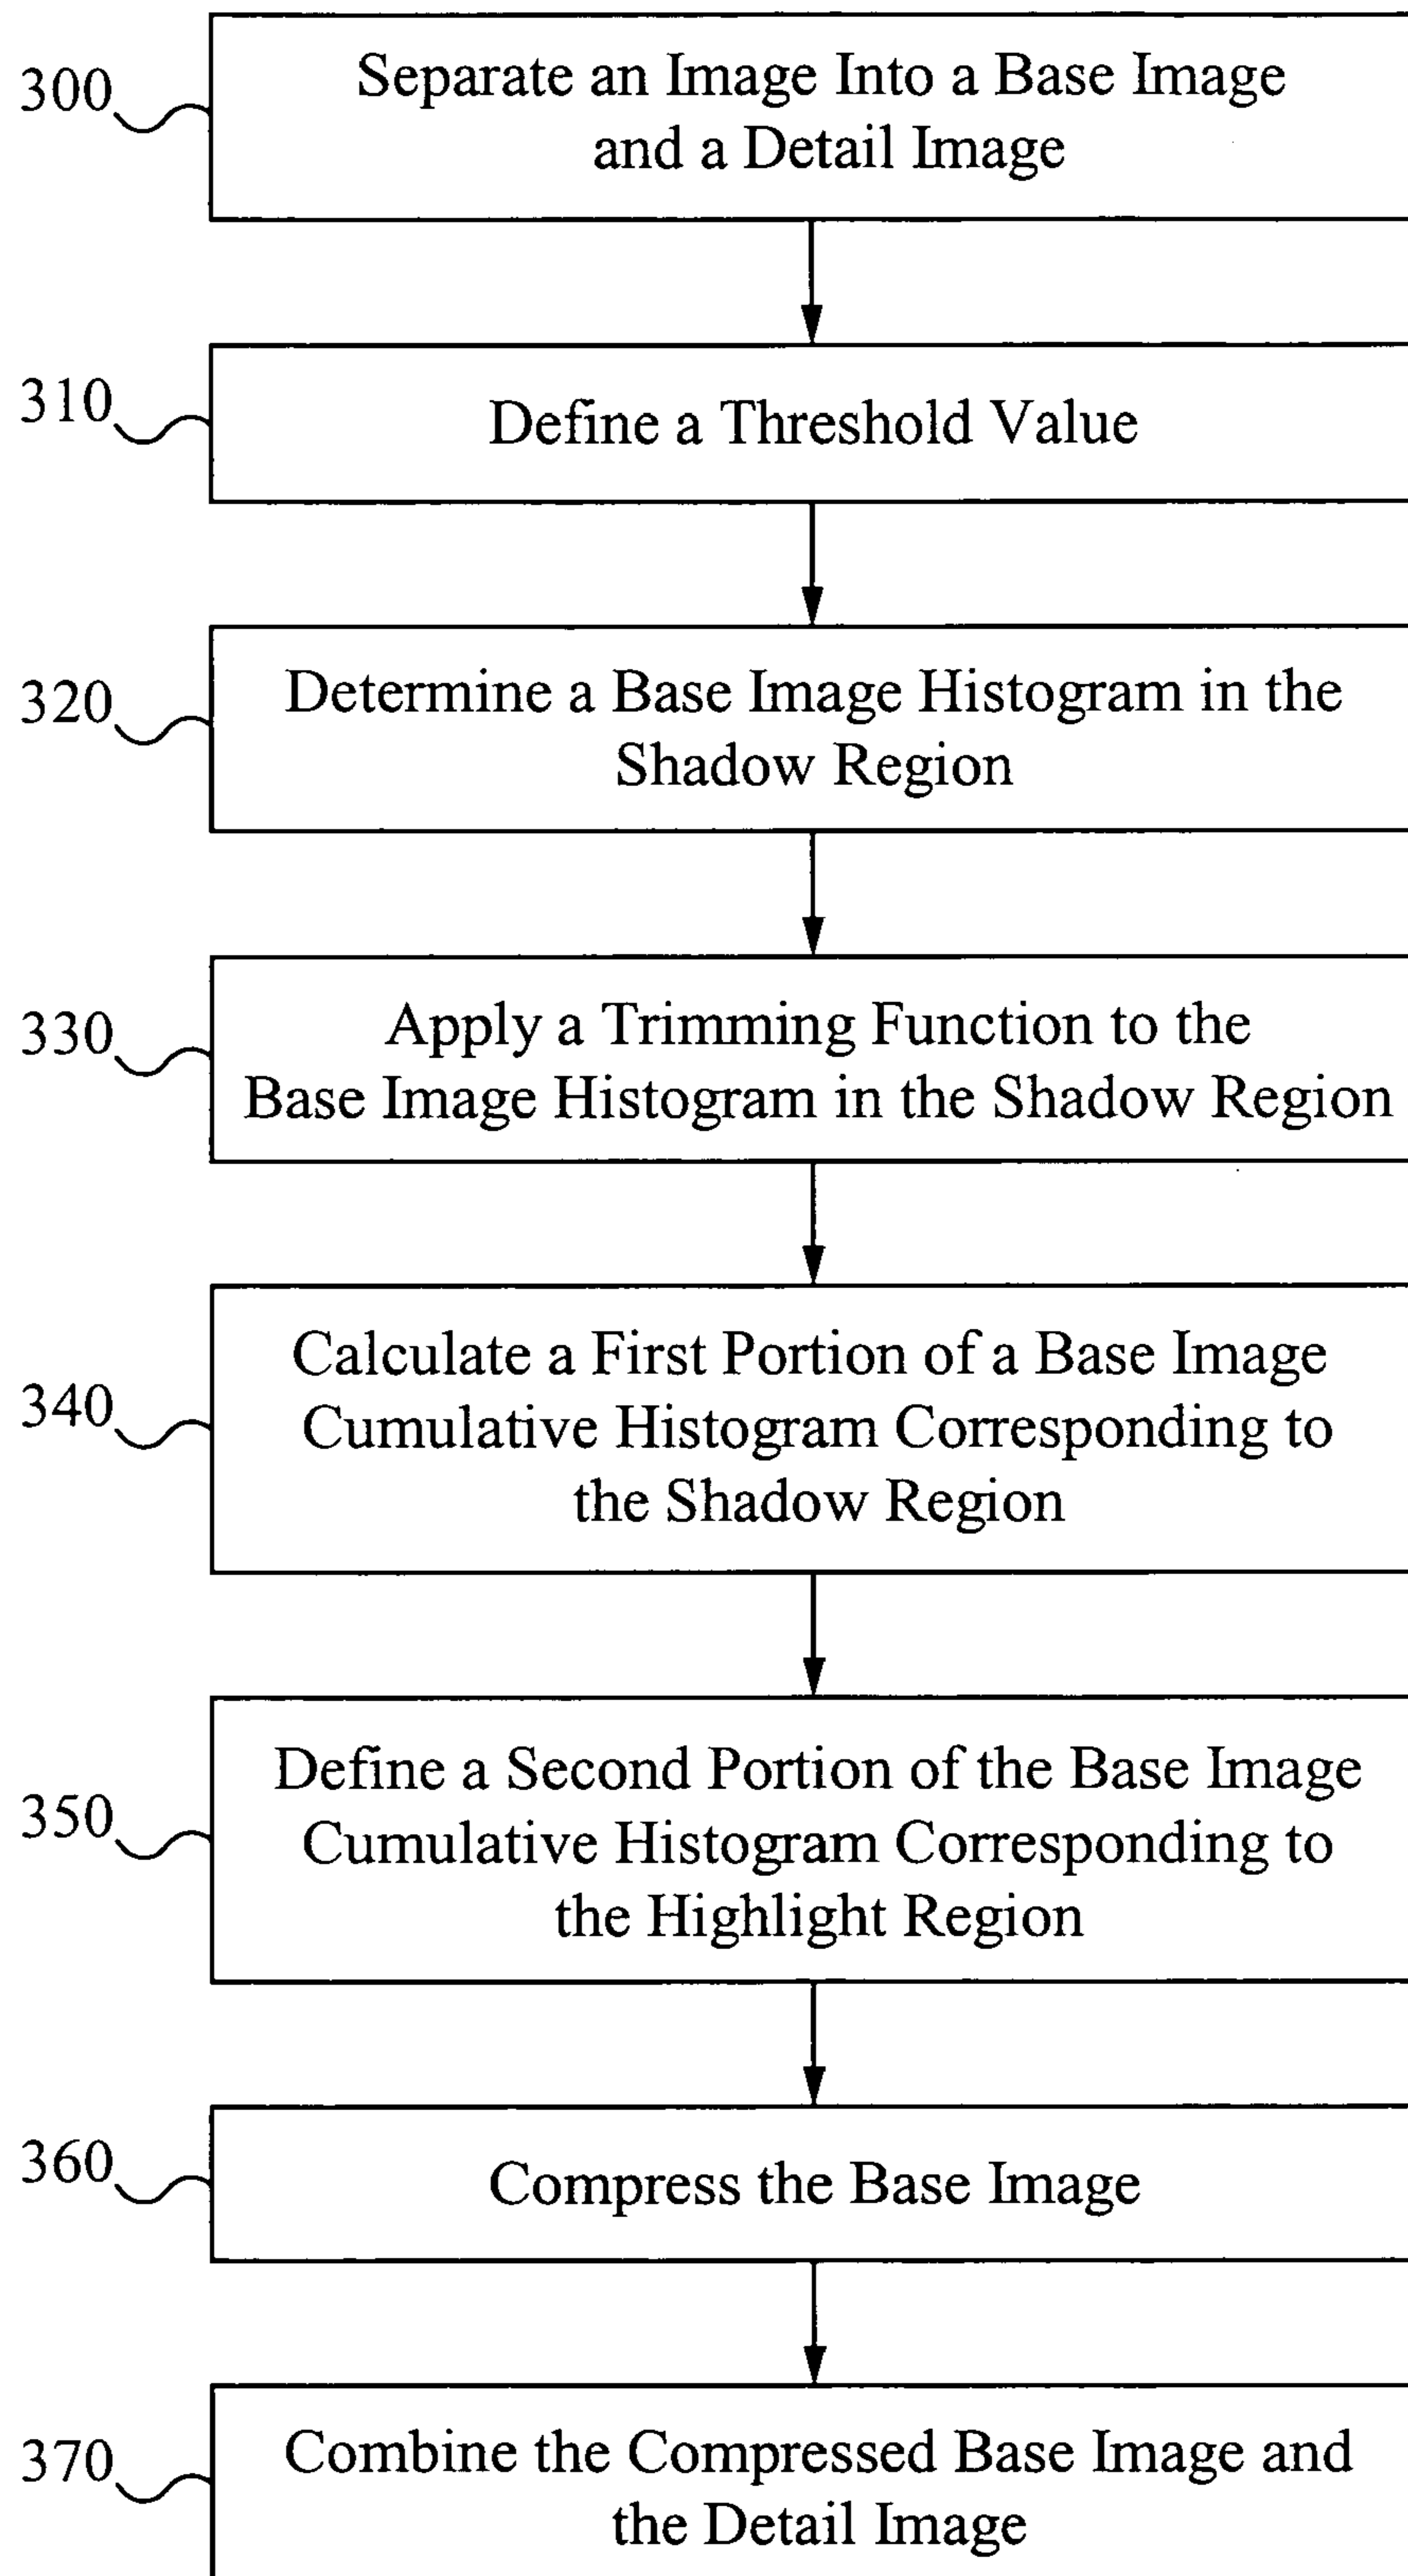 300
Separate an Image Into a Base Image
and a Detail Image
310
Define a Threshold Value
320
Determine a Base Image Histogram in the
Shadow Region
330
Apply a Trimming Function to the
Base Image Histogram in the Shadow Region
340
Calculate a First Portion of a Base Image
Cumulative Histogram Corresponding to
the Shadow Region
350
Define a Second Portion of the Base Image
Cumulative Histogram Corresponding to
the Highlight Region
360
Compress the Base Image
370
Combine the Compressed Base Image and
the Detail Image